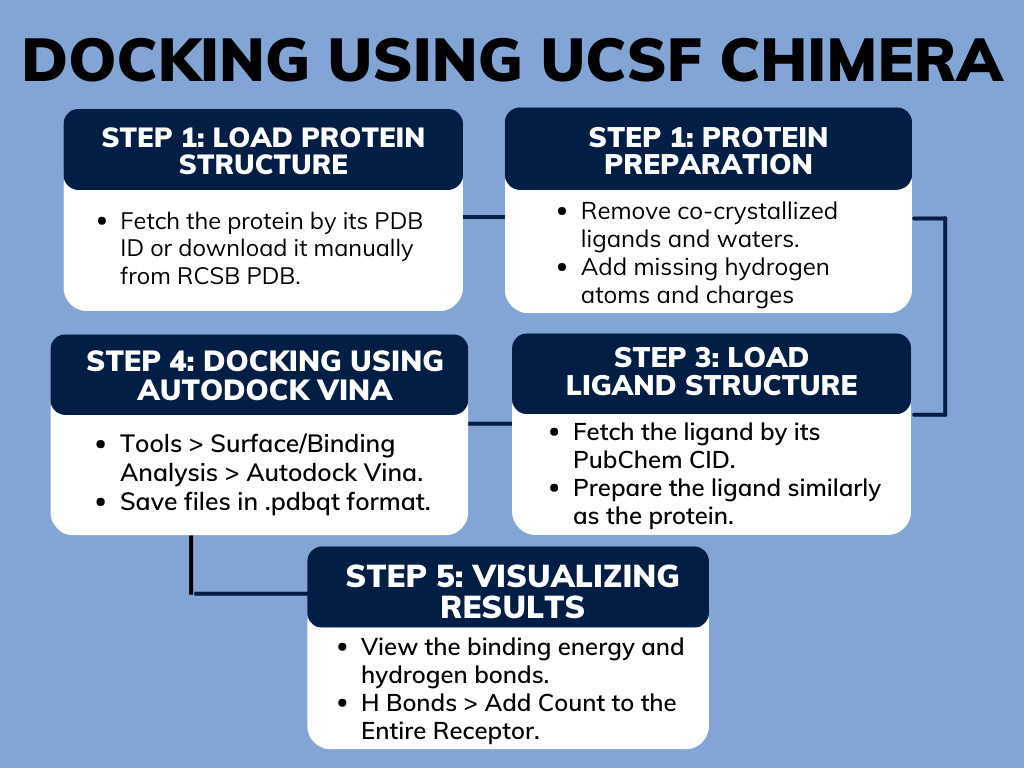 DOCKING USING UCSF CHIMERA
STEP 1: LOAD PROTEIN
STRUCTURE
• Fetch the protein by its PDB
ID or download it manually
from RCSB PDB.
STEP 1: PROTEIN
PREPARATION
• Remove co-crystallized
ligands and waters.
• Add missing hydrogen
atoms and charges
STEP 3: LOAD
LIGAND STRUCTURE
• Fetch the ligand by its
PubChem CID.
• Prepare the ligand similarly
as the protein.
STEP 4: DOCKING USING
AUTODOCK VINA
• Tools > Surface/Binding
Analysis > Autodock Vina.
• Save files in .pdbqt format.
STEP 5: VISUALIZING
RESULTS
• View the binding energy and
hydrogen bonds.
• H Bonds > Add Count to the
Entire Receptor.